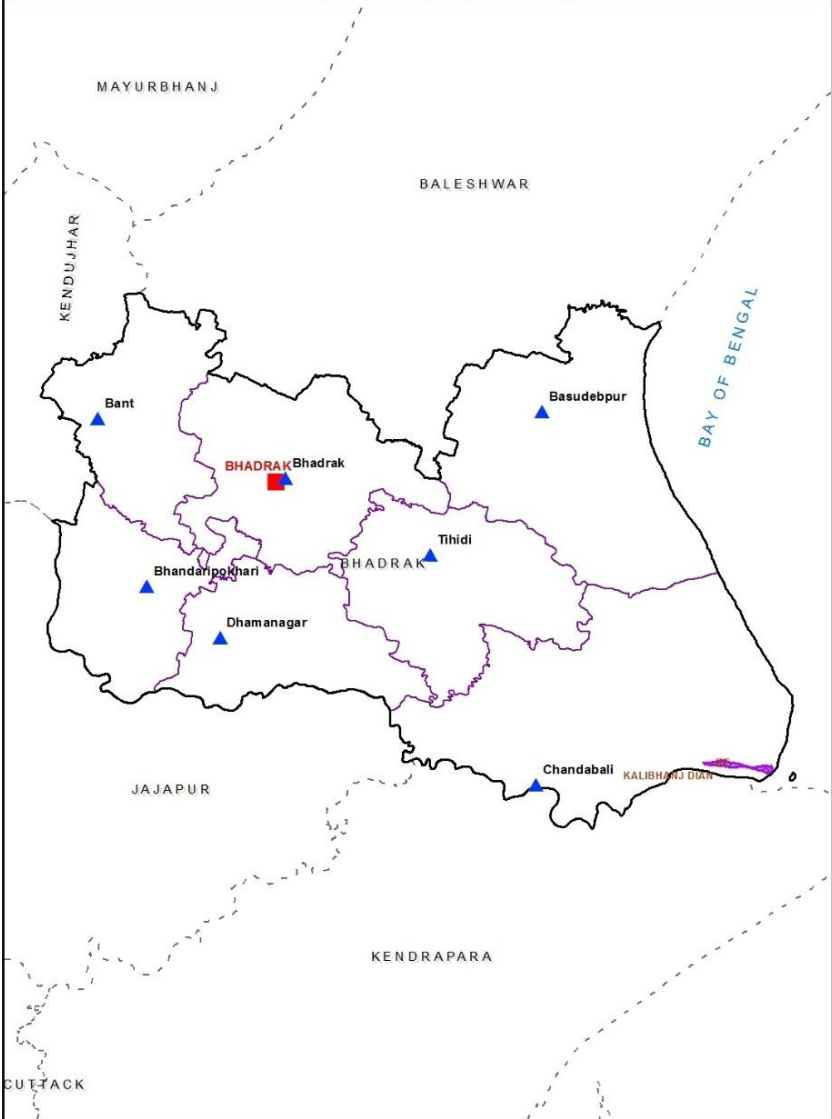 MAYURBHANJ
BALESHWAR
KENDUJHAR
BAY OF BENGAL
Bant
Basudebpur
BHADRAK
Bhadrak
Tihidi
BHADRAK
Bhandaripokhari
Dhamanagar
Chandabali
KALIBHANJ DIAN
JAJAPUR
KENDRAPARA
CUTTACK